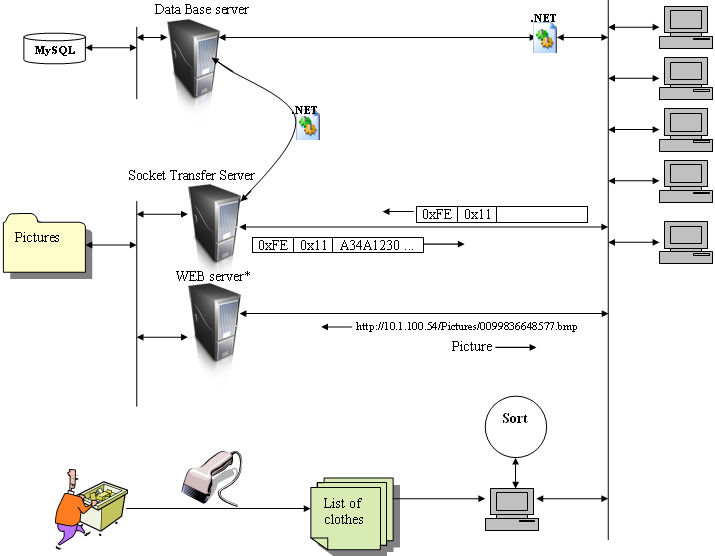 Data Base server
.NET
MySQL
.NET
Socket Transfer Server
0xFE 0x11
Pictures
0xFE 0x11 A34A1230 ...
WEB server*
http://10.1.100.54/Pictures/0099836648577.bmp
Picture
Sort
List of
clothes